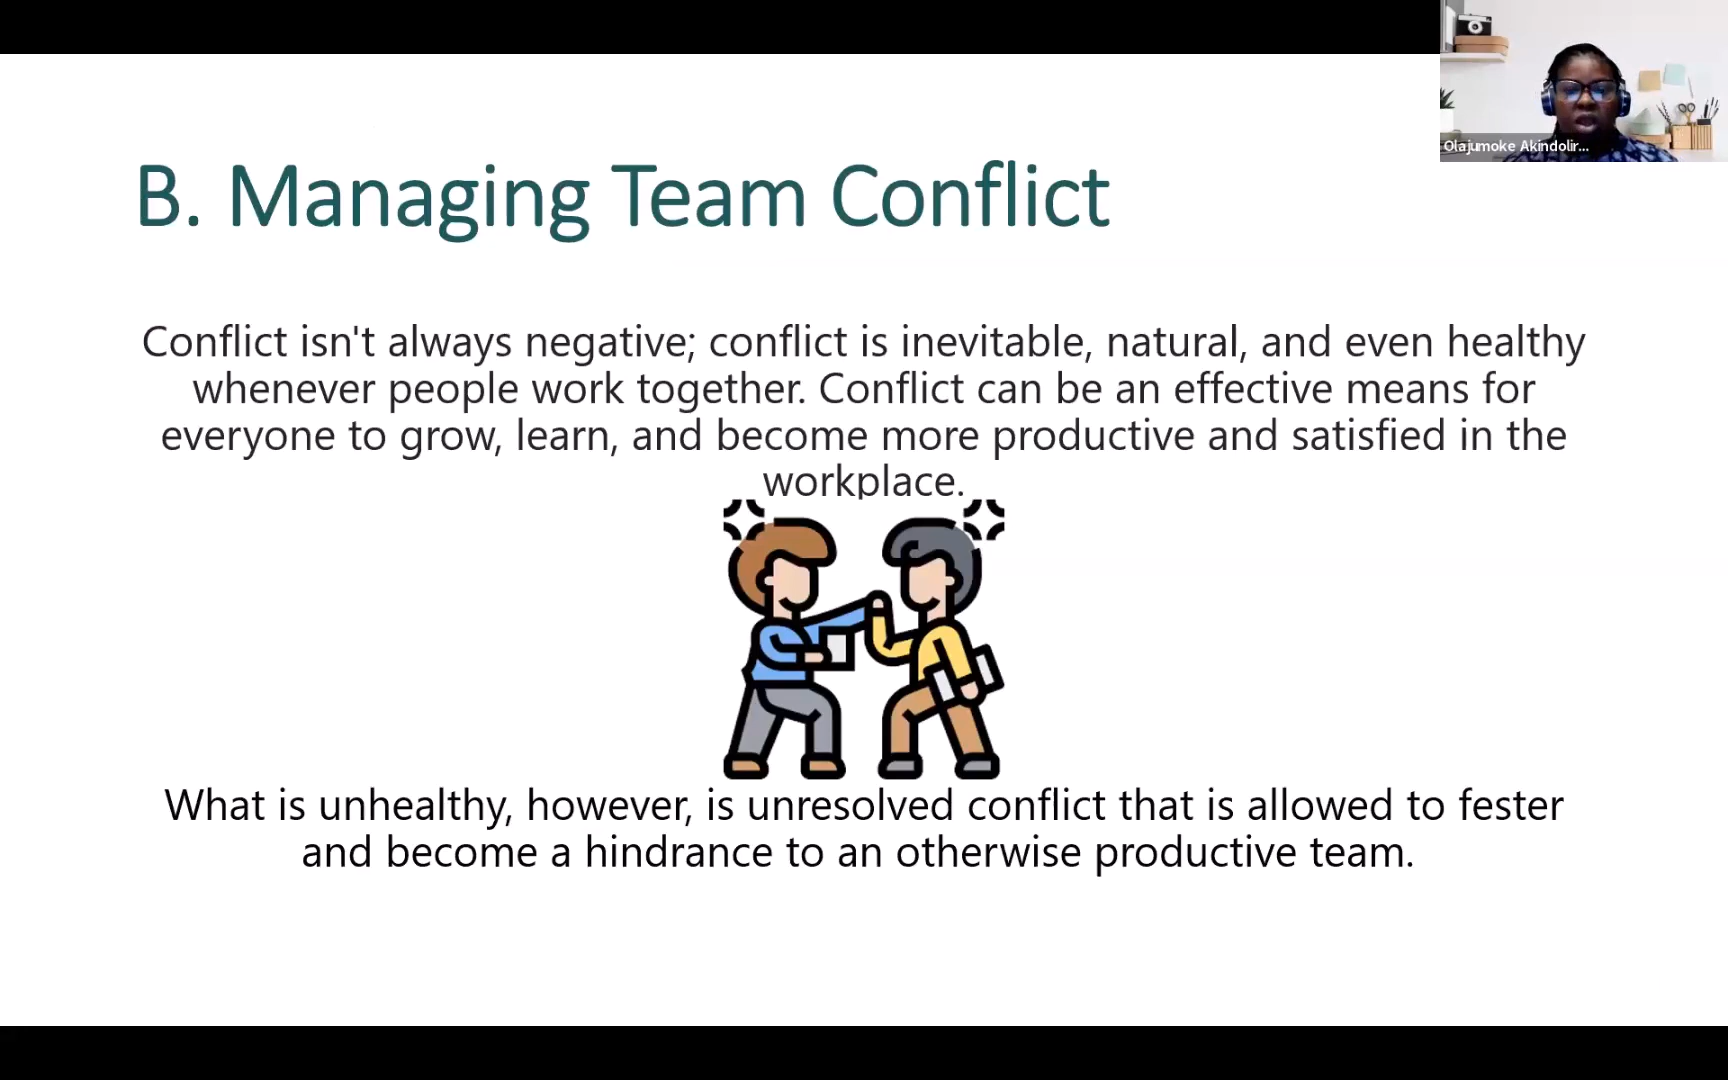 Olajumoke Akindolir...
B. Managing Team Conflict
Conflict isn't always negative; conflict is inevitable, natural, and even healthy
whenever people work together. Conflict can be an effective means for
everyone to grow, learn, and become more productive and satisfied in the
workplace.
What is unhealthy, however, is unresolved conflict that is allowed to fester
and become a hindrance to an otherwise productive team.